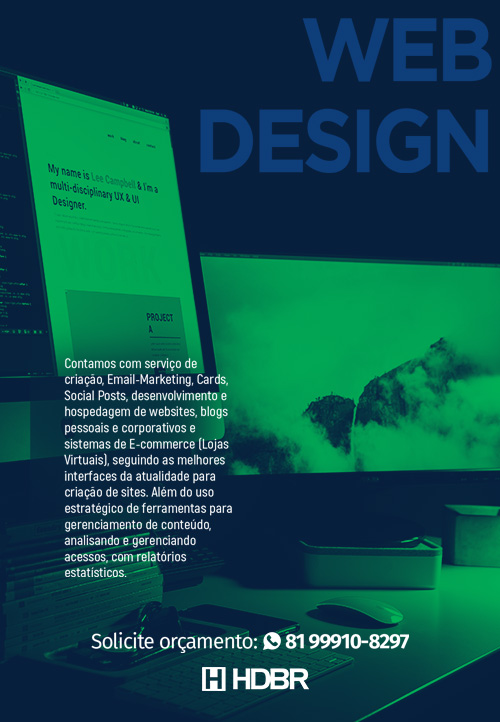 WEB
DESIGN
My name is Lee Campbell & I'm a
multi-disciplinary UX & UI
Designer.
PROJECT
A
Contamos com serviço de
criação, Email-Marketing, Cards,
Social Posts, desenvolvimento e
hospedagem de websites, blogs
pessoais e corporativos e
sistemas de E-commerce (Lojas
Virtuais), seguindo as melhores
interfaces da atualidade para
criação de sites. Além do uso
estratégico de ferramentas para
gerenciamento de conteúdo,
analisando e gerenciando
acessos, com relatórios
estatísticos.
Solicite orçamento: 81 99910-8297
HDBR